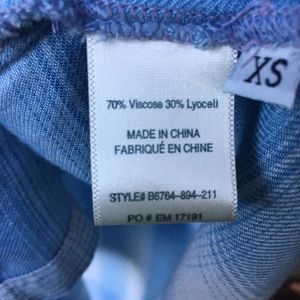 XS
70% Viscose 30% Lyocell
MADE IN CHINA
FABRIQUÉ EN CHINE
STYLE# B6764-894-211
PO # EM 17191